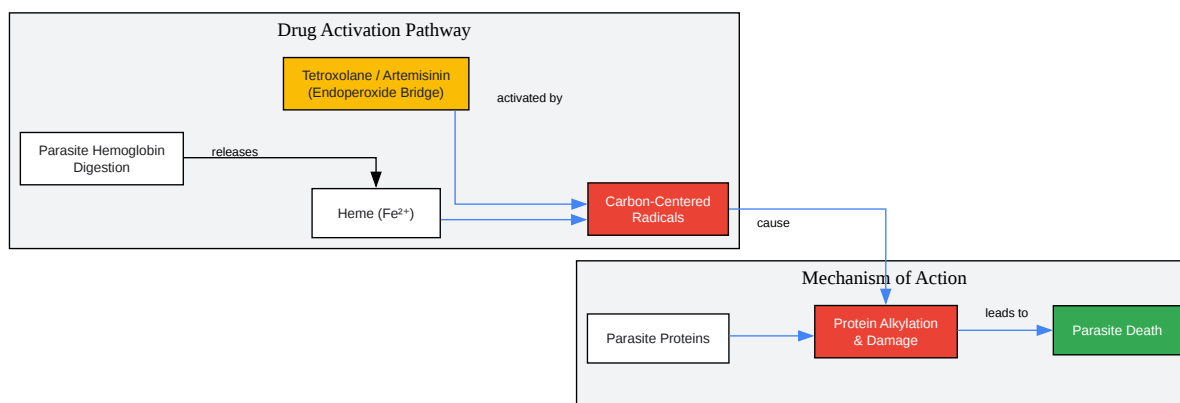 Drug Activation Pathway
Tetroxolane / Artemisinin
(Endoperoxide Bridge)
activated by
Parasite Hemoglobin
Digestion
releases
Heme (Fe²⁺)
Carbon-Centered
Radicals
cause
Mechanism of Action
Parasite Proteins
Protein Alkylation
& Damage
leads to
Parasite Death